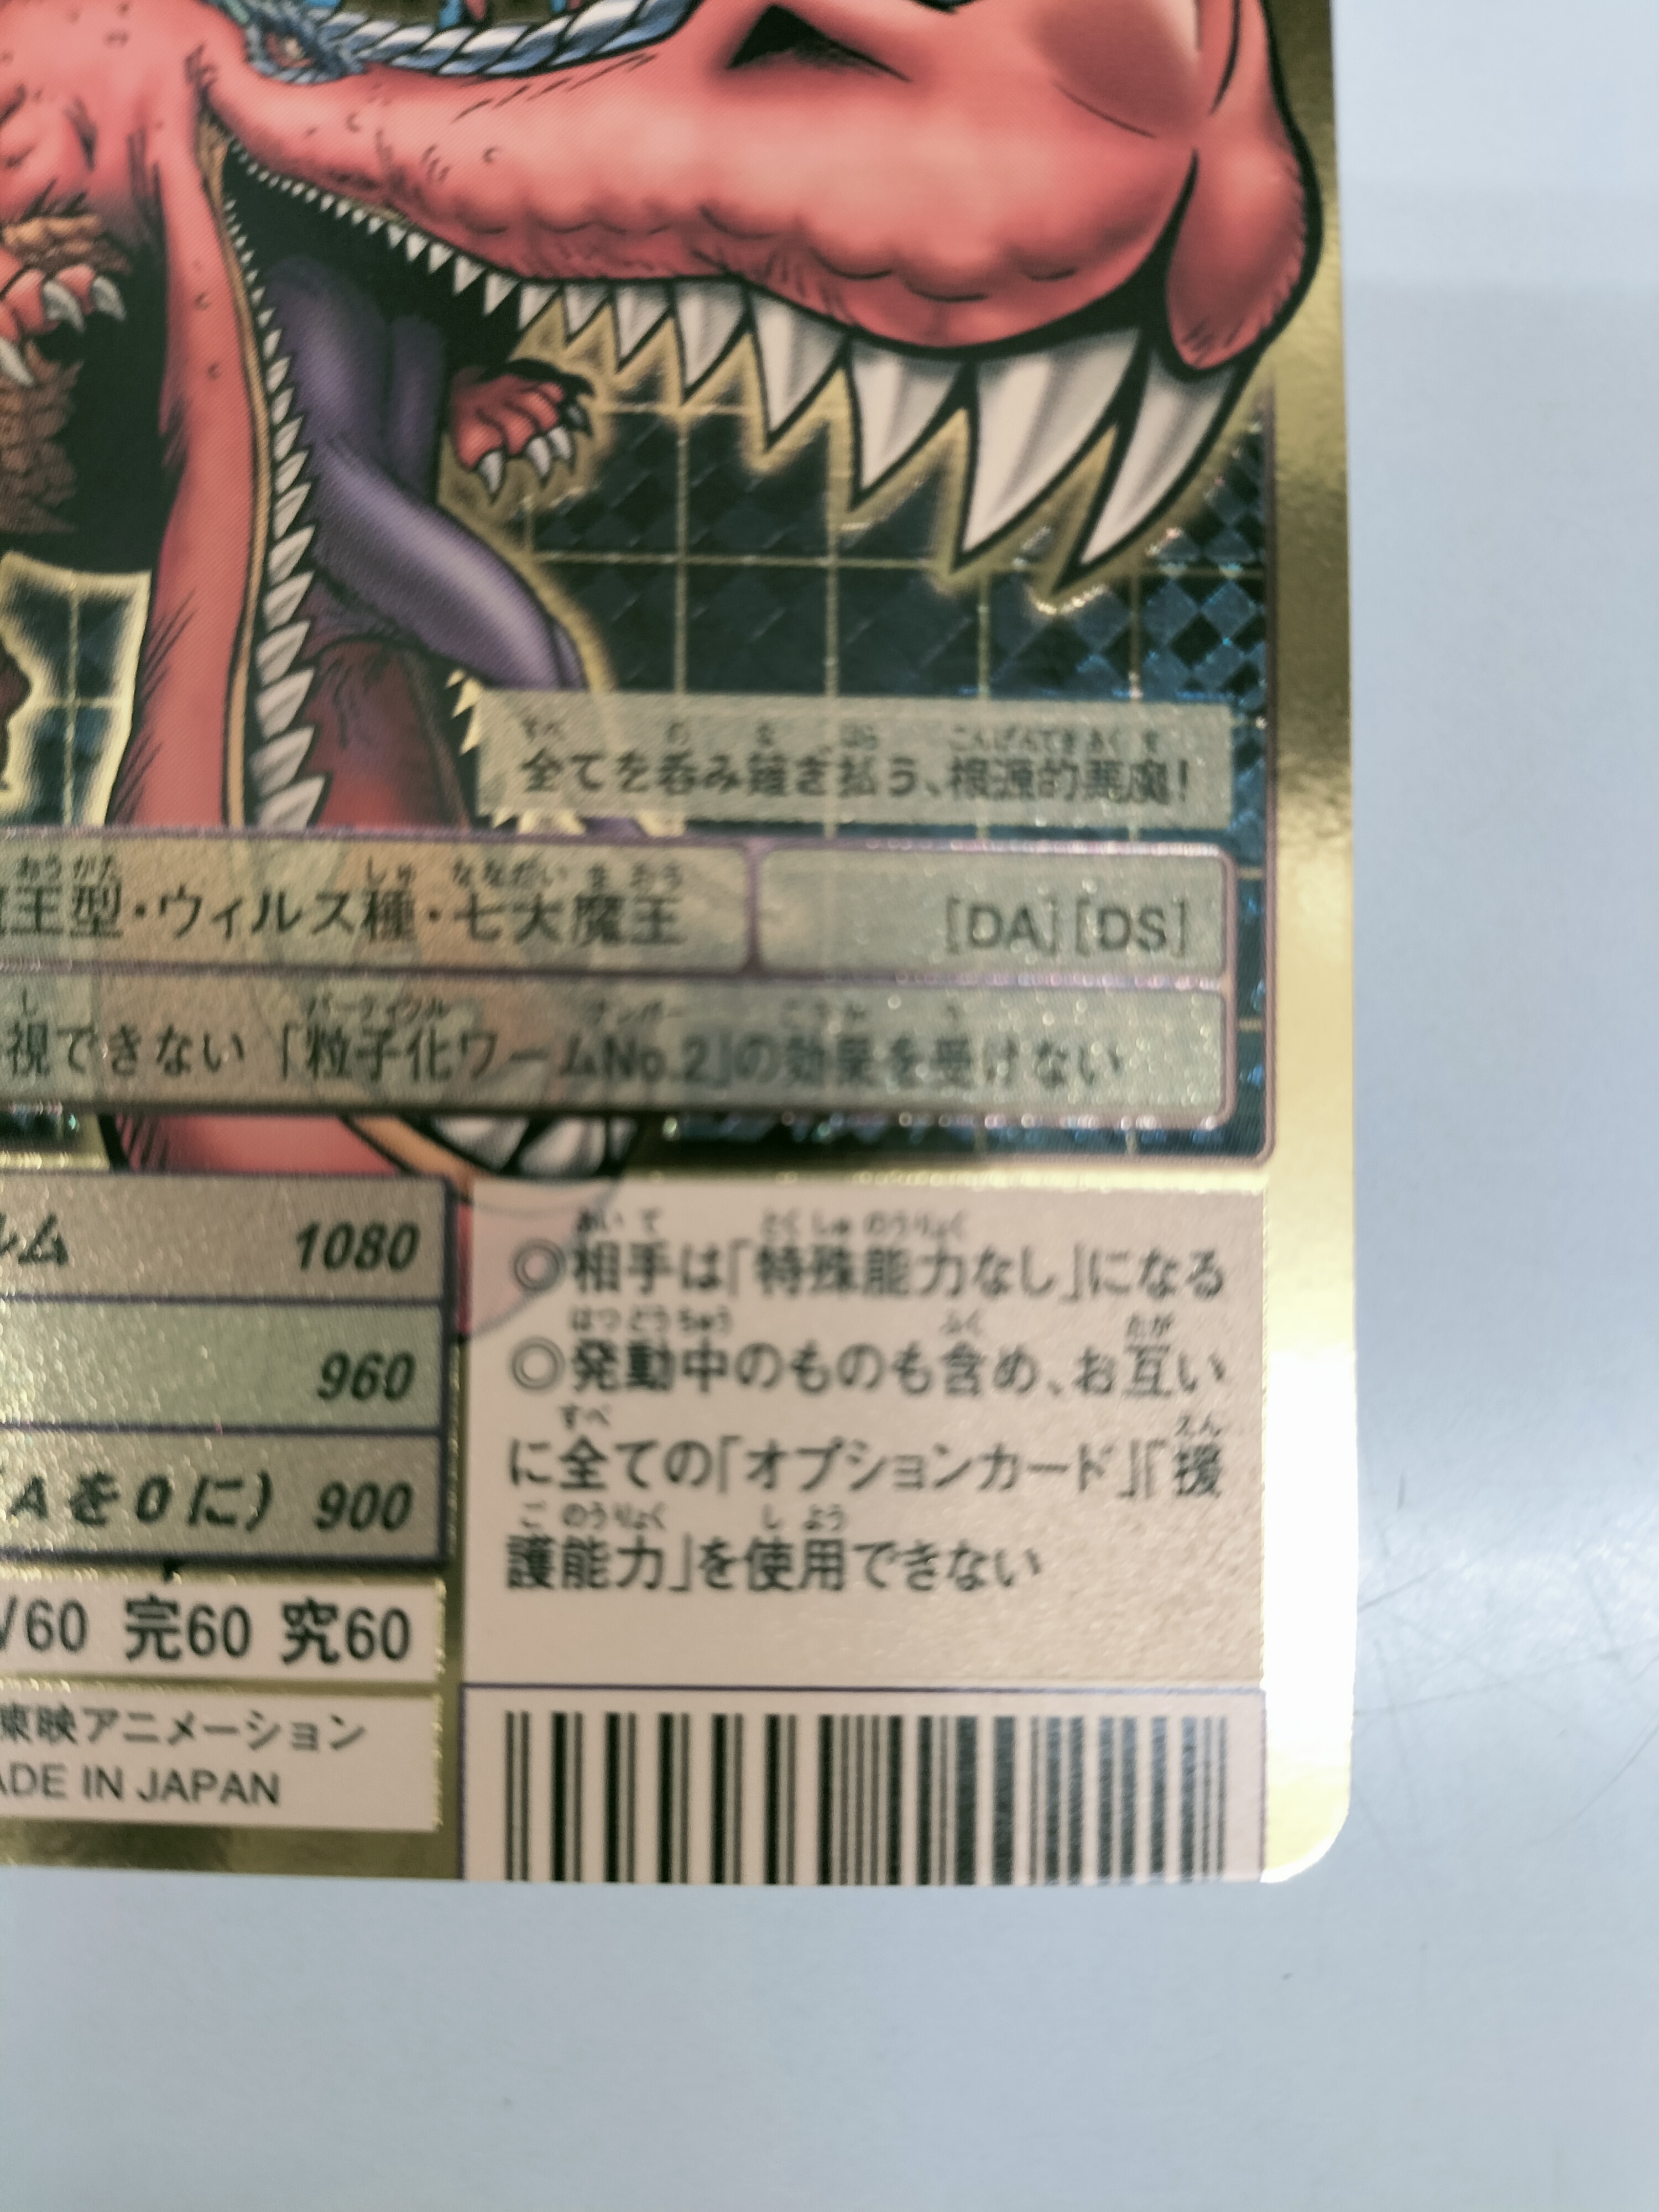 全てを呑み薙ぎ払う、根源的悪魔!
王型・ウィルス種・七大魔王 [DA][DS]
視できない 「粒子化ワームNo.2」の効果を受けない
ルム 1080
960
Aを0に) 900
/60 完60 究60
東映アニメーション
ADE IN JAPAN
◎相手は「特殊能力なし」になる
◎発動中のものも含め、お互い
に全ての「オプションカード」「援
護能力」を使用できない